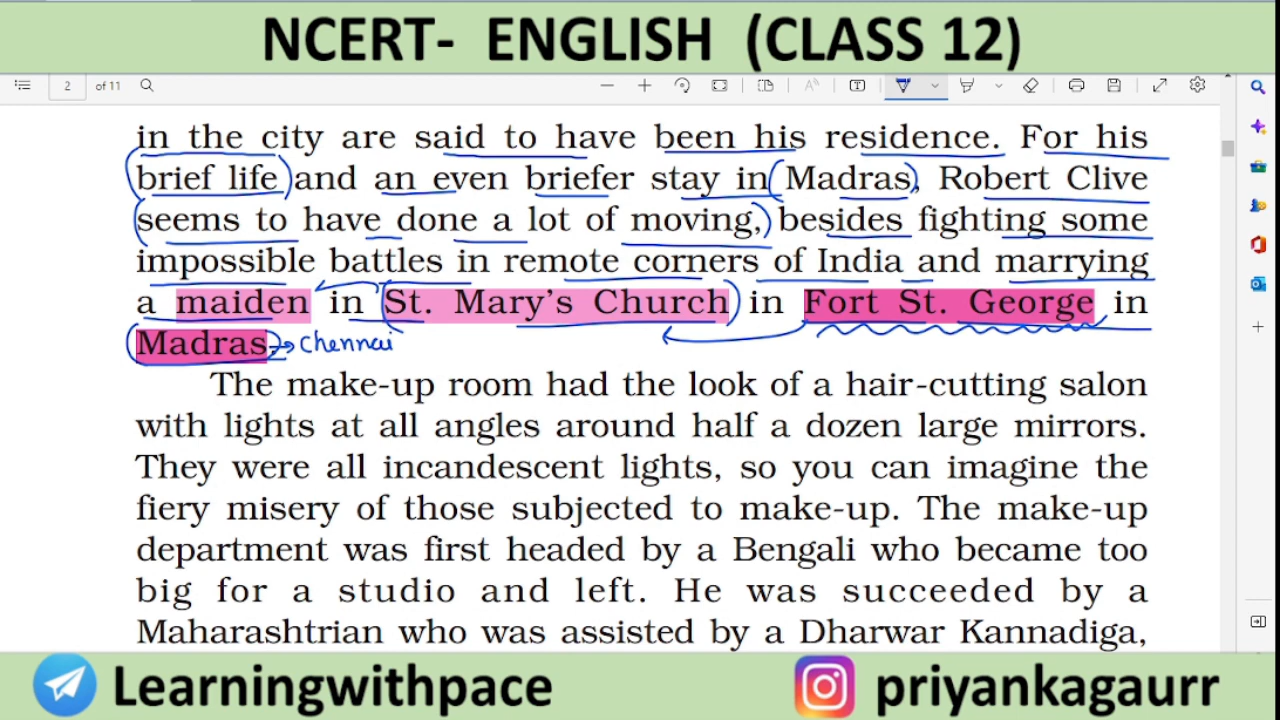 NCERT- ENGLISH (CLASS 12)
2 of 11
in the city are said to have been his residence. For his
brief life and an even briefer stay in Madras, Robert Clive
seems to have done a lot of moving, besides fighting some
impossible battles in remote corners of India and marrying
a maiden in St. Mary's Church in Fort St. George in
Madras. → Chennai
The make-up room had the look of a hair-cutting salon
with lights at all angles around half a dozen large mirrors.
They were all incandescent lights, so you can imagine the
fiery misery of those subjected to make-up. The make-up
department was first headed by a Bengali who became too
big for a studio and left. He was succeeded by a
Maharashtrian who was assisted by a Dharwar Kannadiga,
Learningwithpace priyankagaurr